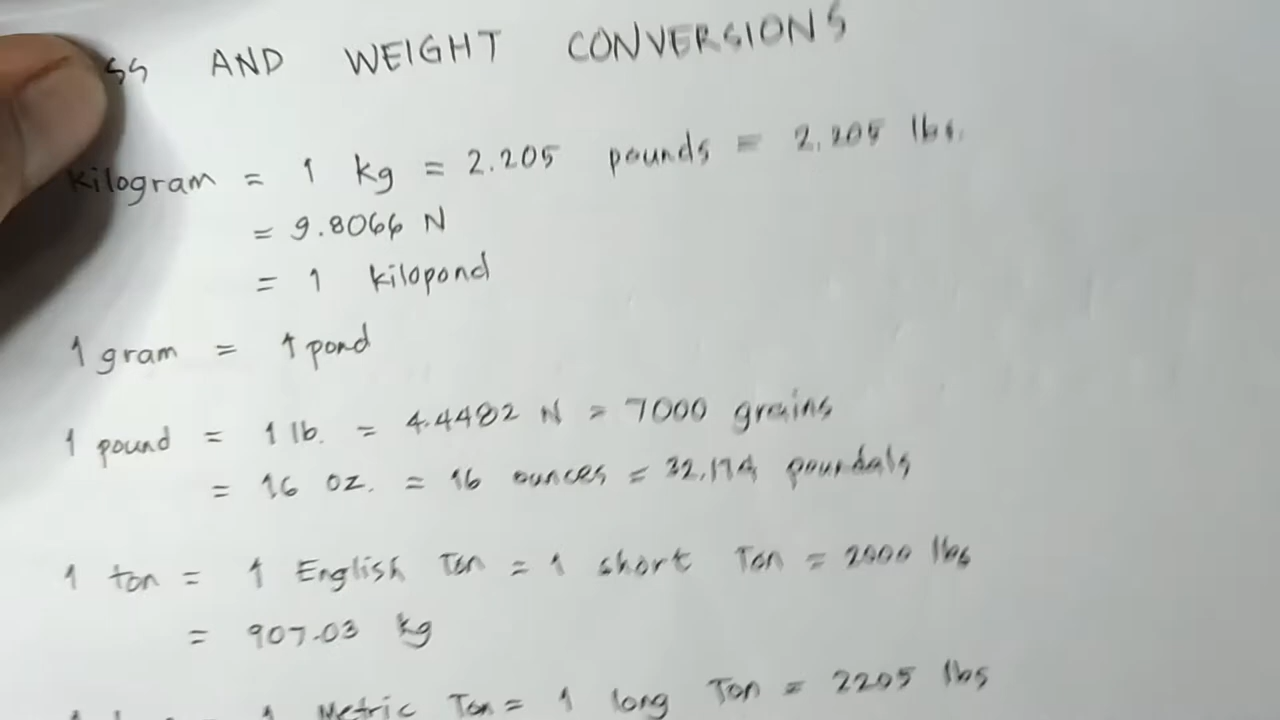 ss AND WEIGHT CONVERSIONS
kilogram = 1 kg = 2.205 pounds = 2.205 lbs.
= 9.8066 N
= 1 kilopond
1 gram = 1 pond
1 pound = 1 lb. = 4.4482 N = 7000 grains
= 16 oz. = 16 ounces = 32.174 poundals
1 ton = 1 English Ton = 1 short Ton = 2000 lbs
= 907.03 kg
1 Metric Ton = 1 long Ton = 2205 lbs